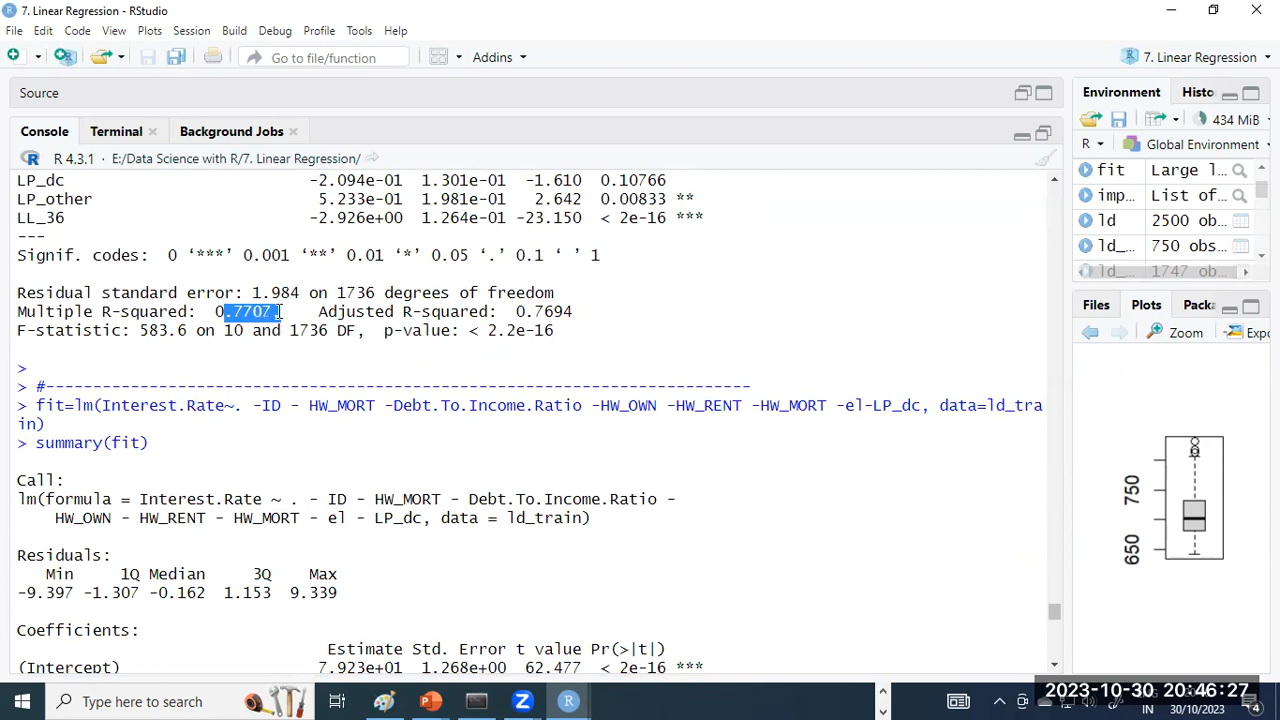 7. Linear Regression - RStudio
File Edit Code View Plots Session Build Debug Profile Tools Help
Go to file/function
Addins
7. Linear Regression
Source
Console Terminal Background Jobs
R 4.3.1 · E:/Data Science with R/7. Linear Regression/
LP_dc -2.094e-01 1.301e-01 -1.610 0.10766
LP_other 5.233e-01 1.981e-01 2.642 0.00833 **
LL_36 -2.926e+00 1.264e-01 -23.150 < 2e-16 ***
---
Signif. codes: 0 ‘***’ 0.001 ‘**’ 0.01 ‘*’ 0.05 ‘.’ 0.1 ‘ ’ 1
Residual standard error: 1.984 on 1736 degrees of freedom
Multiple R-squared: 0.7707, Adjusted R-squared: 0.7694
F-statistic: 583.6 on 10 and 1736 DF, p-value: < 2.2e-16
>
> #---------------------------------------------------------------------------
> fit=lm(Interest.Rate~. -ID - HW_MORT -Debt.To.Income.Ratio -HW_OWN -HW_RENT -HW_MORT -el-LP_dc, data=ld_tra
in)
> summary(fit)
Call:
lm(formula = Interest.Rate ~ . - ID - HW_MORT - Debt.To.Income.Ratio -
HW_OWN - HW_RENT - HW_MORT - el - LP_dc, data = ld_train)
Residuals:
Min 1Q Median 3Q Max
-9.397 -1.307 -0.162 1.153 9.339
Coefficients:
Estimate Std. Error t value Pr(>|t|)
(Intercept) 7.923e+01 1.268e+00 62.477 < 2e-16 ***
Environment Histo
434 MiB
R Global Environment
fit Large l...
imp... List of...
ld 2500 ob...
ld_... 750 obs...
ld_... 1747 obs...
Files Plots Packa
Zoom Expo
750
650
Type here to search
2023-10-30 20:46:27
IN 30/10/2023 4